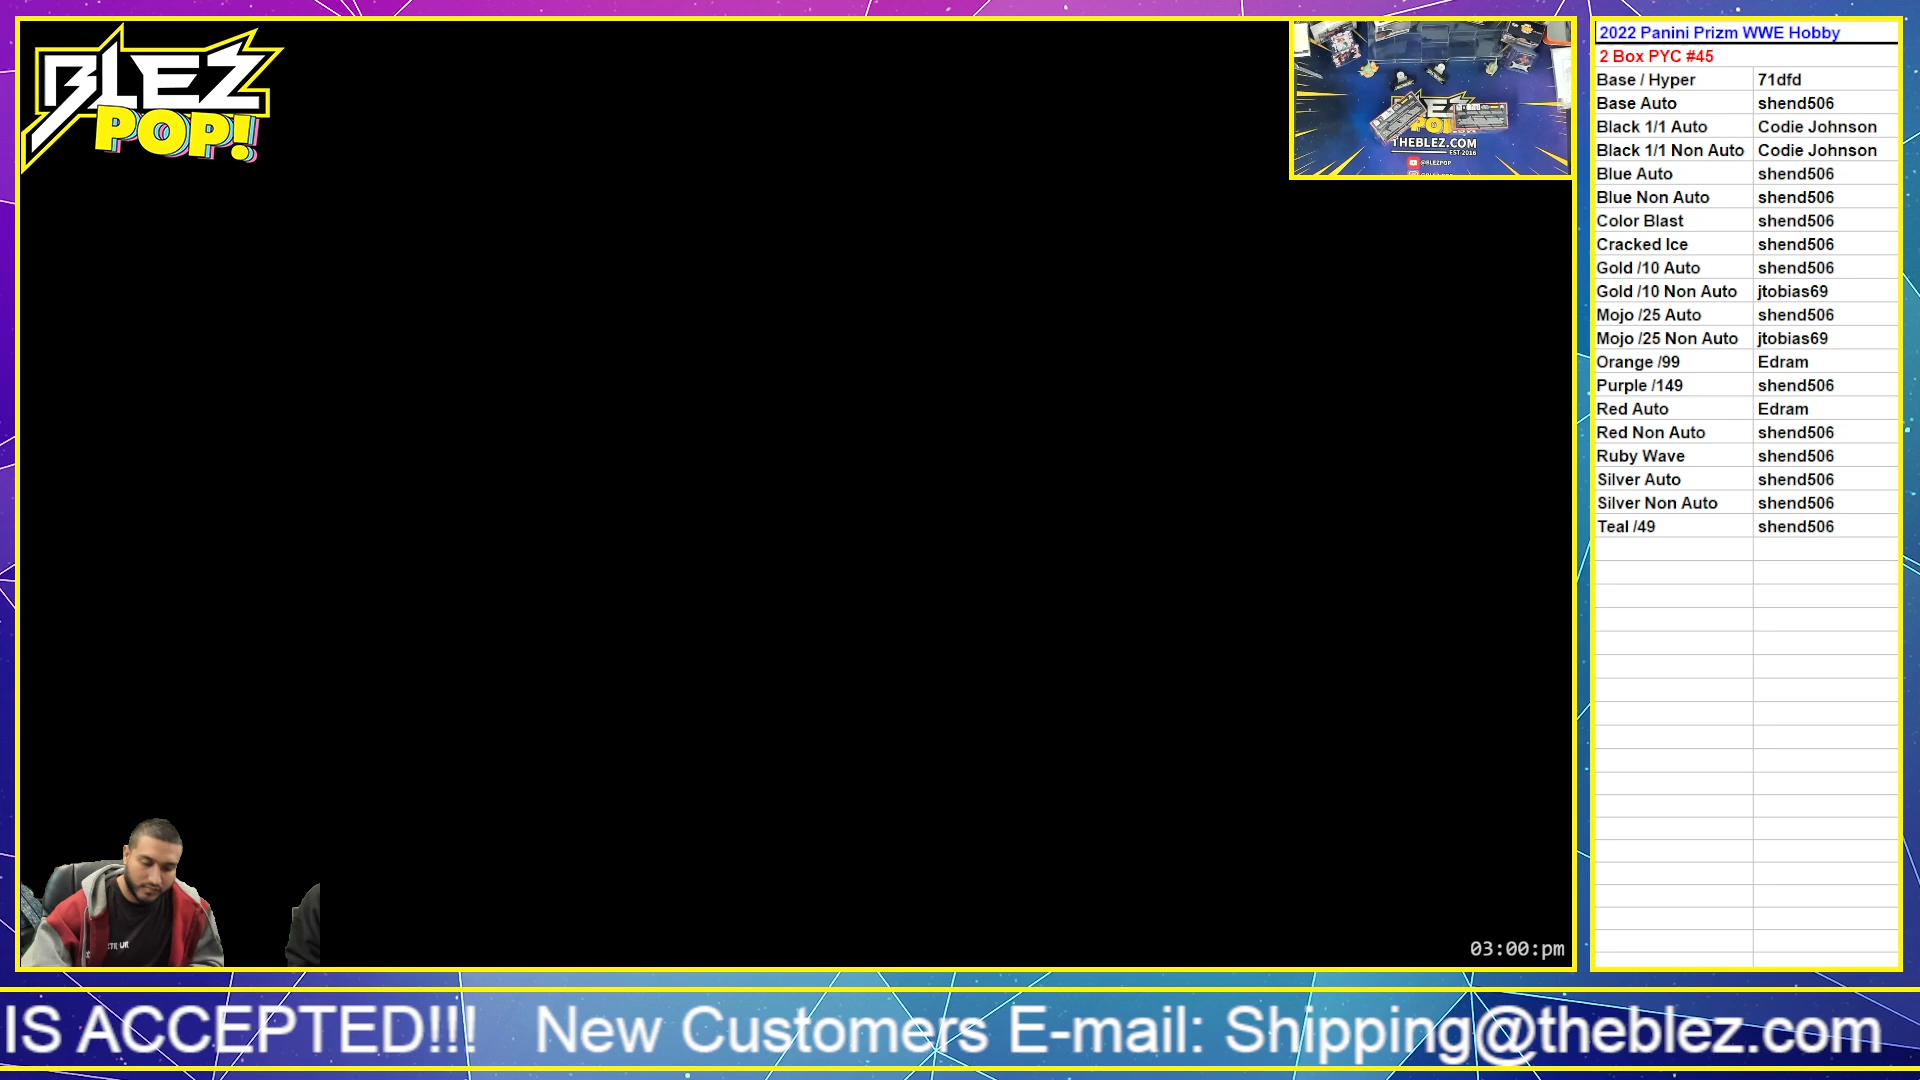 BLEZ
POP!
THEBLEZ.COM
EST 2016
@BLEZPOP
2022 Panini Prizm WWE Hobby
2 Box PYC #45
Base / Hyper 71dfd
Base Auto shend506
Black 1/1 Auto Codie Johnson
Black 1/1 Non Auto Codie Johnson
Blue Auto shend506
Blue Non Auto shend506
Color Blast shend506
Cracked Ice shend506
Gold /10 Auto shend506
Gold /10 Non Auto jtobias69
Mojo /25 Auto shend506
Mojo /25 Non Auto jtobias69
Orange /99 Edram
Purple /149 shend506
Red Auto Edram
Red Non Auto shend506
Ruby Wave shend506
Silver Auto shend506
Silver Non Auto shend506
Teal /49 shend506
03:00:pm
IS ACCEPTED!!! New Customers E-mail: Shipping@theblez.com